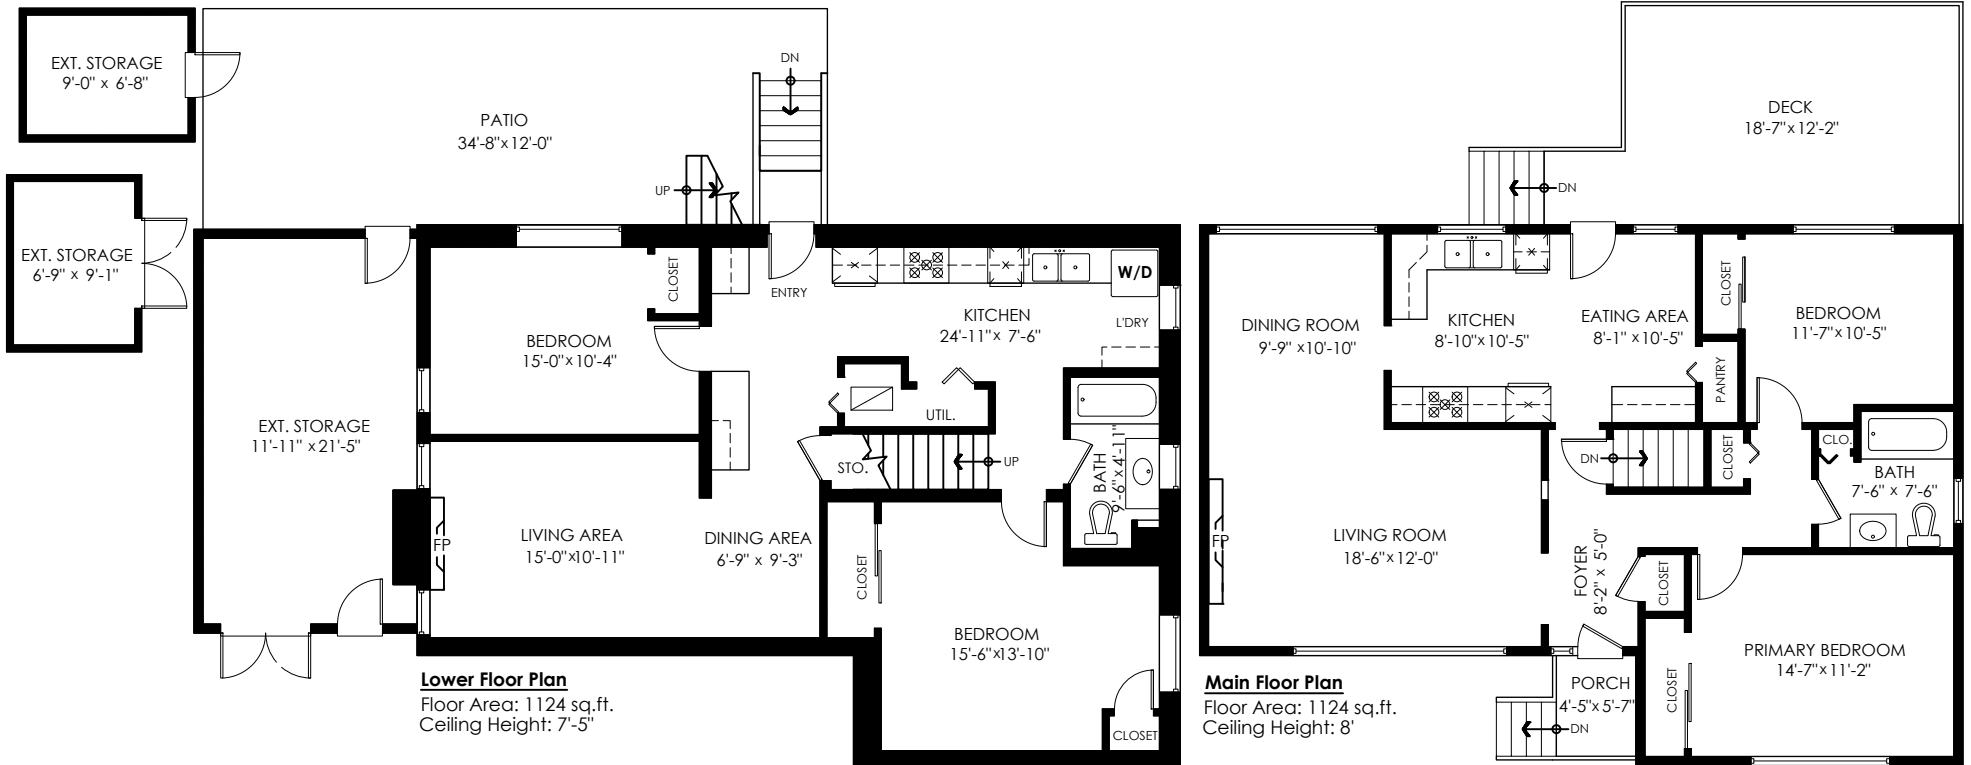 EXT. STORAGE
9'-0" x 6'-8"
PATIO
34'-8"x12'-0"
DN
UP
EXT. STORAGE
6'-9" x 9'-1"
EXT. STORAGE
11'-11" x21'-5"
BEDROOM
15'-0"x10'-4"
CLOSET
ENTRY
KITCHEN
24'-11"x 7'-6"
W/D
L'DRY
UTIL.
STO.
UP
BATH
9'-6"x 4'-11"
FP
LIVING AREA
15'-0"x10'-11"
DINING AREA
6'-9" x 9'-3"
CLOSET
BEDROOM
15'-6"x13'-10"
CLOSET
Lower Floor Plan
Floor Area: 1124 sq.ft.
Ceiling Height: 7'-5"
DECK
18'-7"x12'-2"
DN
DINING ROOM
9'-9" x10'-10"
KITCHEN
8'-10"x10'-5"
EATING AREA
8'-1" x10'-5"
PANTRY
CLOSET
BEDROOM
11'-7"x10'-5"
DN
CLOSET
CLO.
BATH
7'-6" x 7'-6"
FP
LIVING ROOM
18'-6"x12'-0"
FOYER
8'-2" x 5'-0"
CLOSET
PRIMARY BEDROOM
14'-7"x11'-2"
CLOSET
PORCH
4'-5"x 5'-7"
DN
Main Floor Plan
Floor Area: 1124 sq.ft.
Ceiling Height: 8'